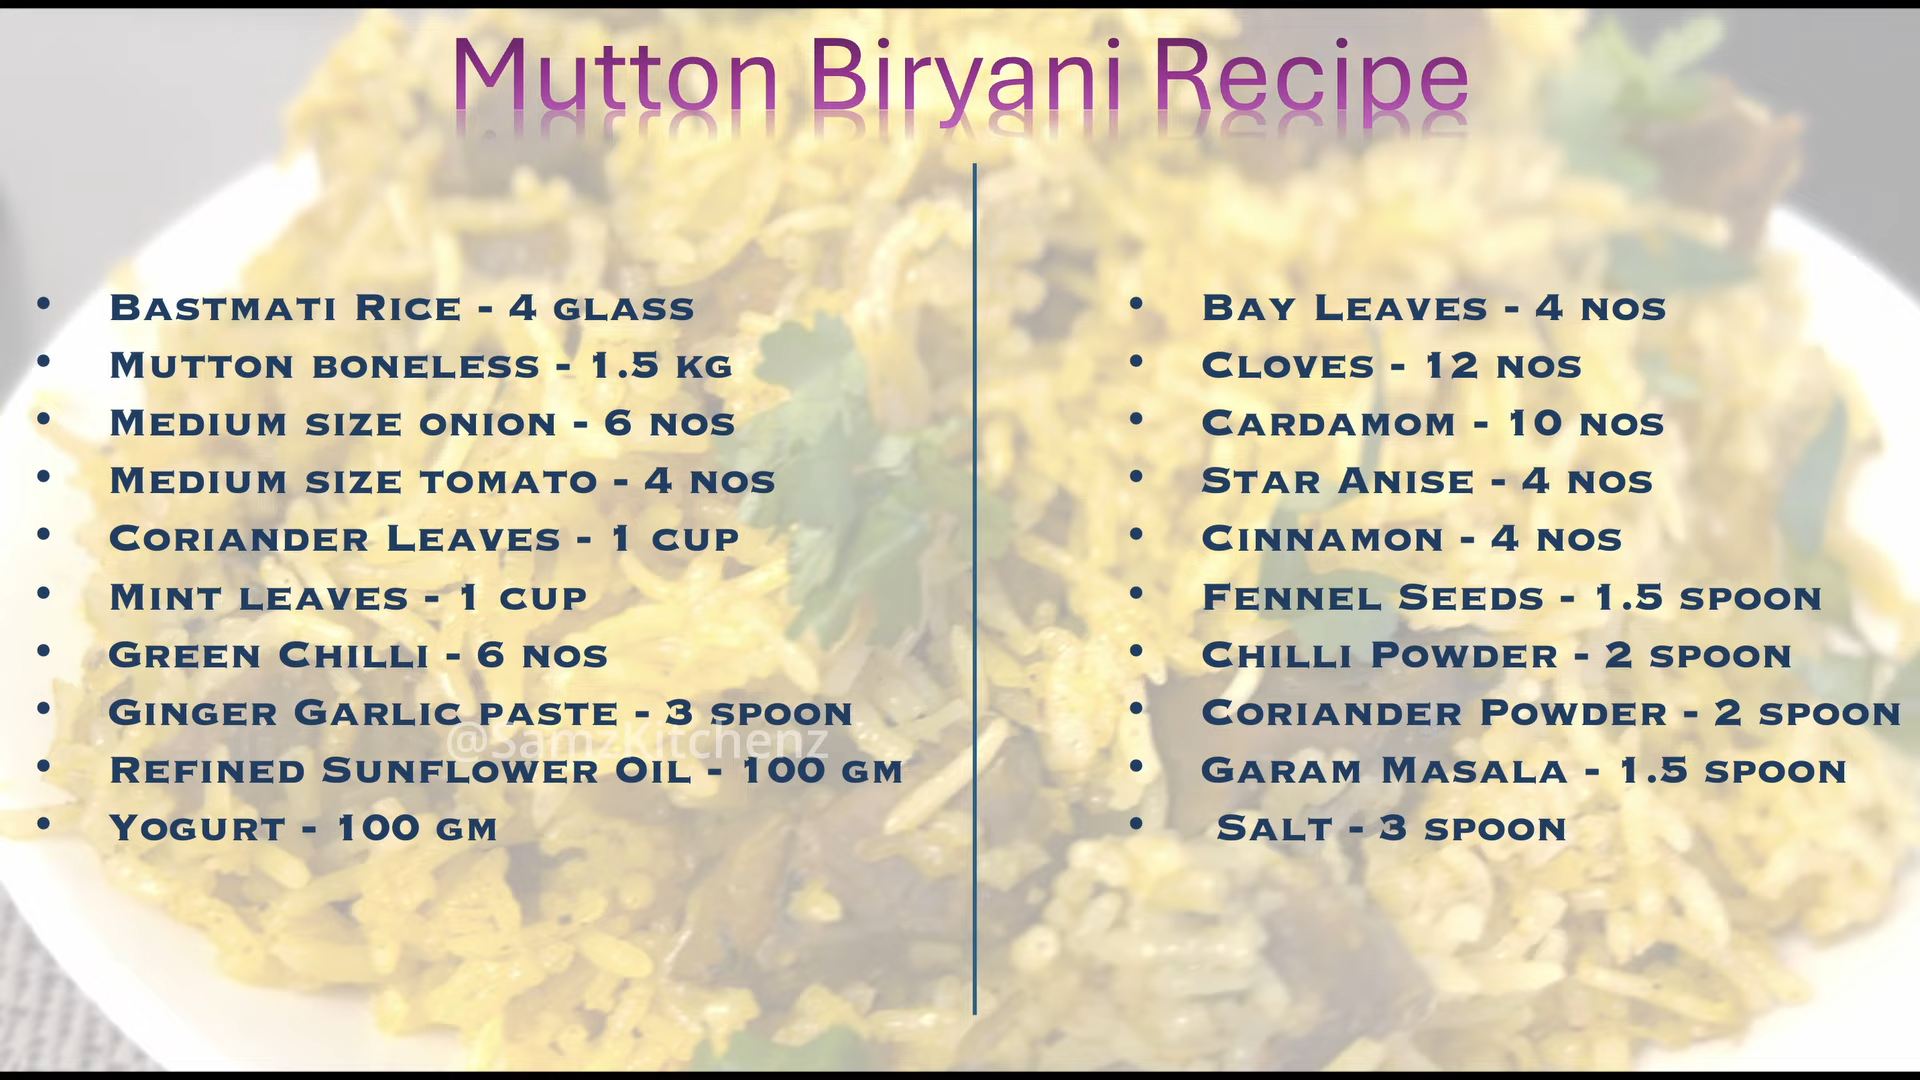 Mutton Biryani Recipe
• Bastmati Rice - 4 glass
• Mutton boneless - 1.5 kg
• Medium size onion - 6 nos
• Medium size tomato - 4 nos
• Coriander Leaves - 1 cup
• Mint leaves - 1 cup
• Green Chilli - 6 nos
• Ginger Garlic paste - 3 spoon
@SamzKitchenz
• Refined Sunflower Oil - 100 gm
• Yogurt - 100 gm
• Bay Leaves - 4 nos
• Cloves - 12 nos
• Cardamom - 10 nos
• Star Anise - 4 nos
• Cinnamon - 4 nos
• Fennel Seeds - 1.5 spoon
• Chilli Powder - 2 spoon
• Coriander Powder - 2 spoon
• Garam Masala - 1.5 spoon
• Salt - 3 spoon